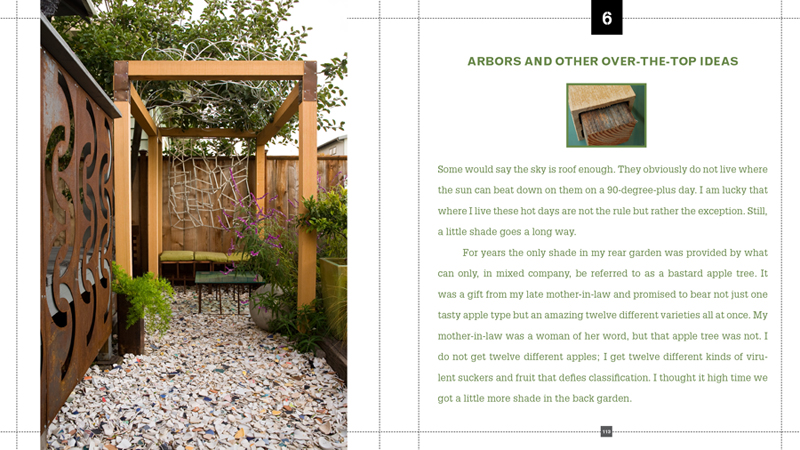 6
ARBORS AND OTHER OVER-THE-TOP IDEAS
Some would say the sky is roof enough. They obviously do not live where
the sun can beat down on them on a 90-degree-plus day. I am lucky that
where I live these hot days are not the rule but rather the exception. Still,
a little shade goes a long way.
For years the only shade in my rear garden was provided by what
can only, in mixed company, be referred to as a bastard apple tree. It
was a gift from my late mother-in-law and promised to bear not just one
tasty apple type but an amazing twelve different varieties all at once. My
mother-in-law was a woman of her word, but that apple tree was not. I
do not get twelve different apples; I get twelve different kinds of viru-
lent suckers and fruit that defies classification. I thought it high time we
got a little more shade in the back garden.